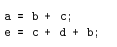 a = b + c;
e = c + d + b;